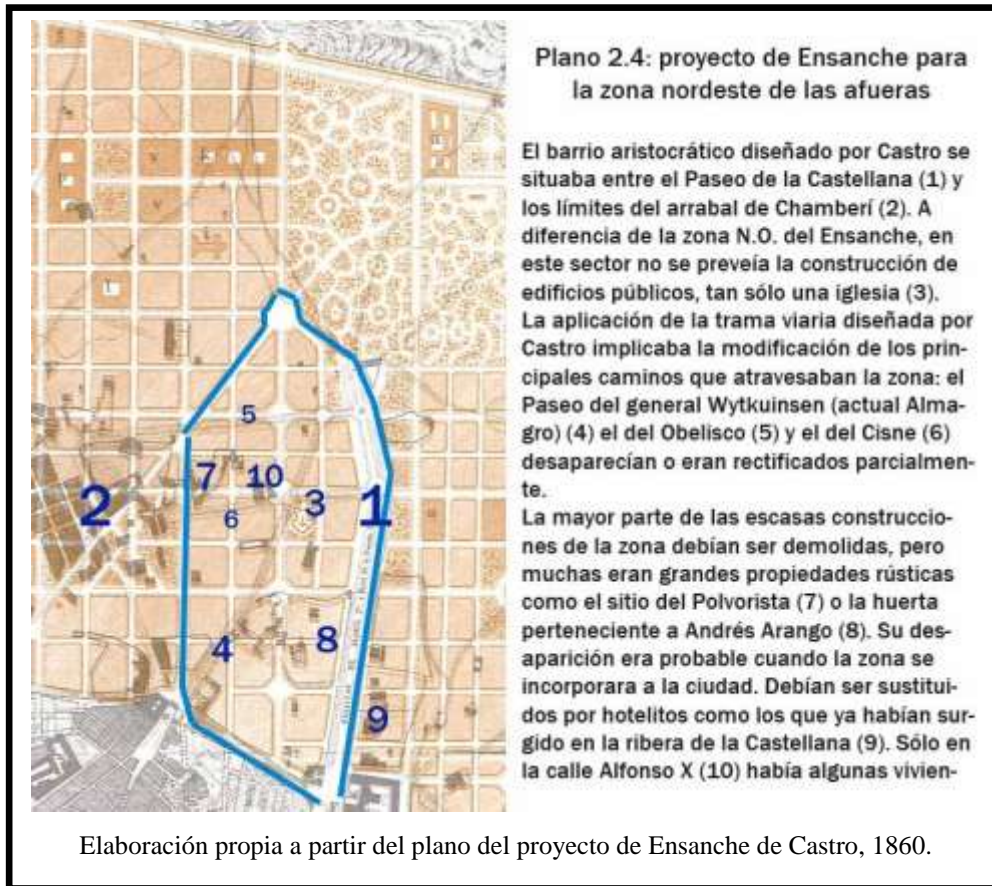 Plano 2.4: proyecto de Ensanche para
la zona nordeste de las afueras
El barrio aristocrático diseñado por Castro se
situaba entre el Paseo de la Castellana (1) y
los límites del arrabal de Chamberí (2). A
diferencia de la zona N.O. del Ensanche, en
este sector no se preveía la construcción de
edificios públicos, tan sólo una iglesia (3).
La aplicación de la trama viaria diseñada por
Castro implicaba la modificación de los prin-
cipales caminos que atravesaban la zona: el
Paseo del general Wytkuinsen (actual Alma-
gro) (4) el del Obelisco (5) y el del Cisne (6)
desaparecían o eran rectificados parcialmen-
te.
La mayor parte de las escasas construccio-
nes de la zona debían ser demolidas, pero
muchas eran grandes propiedades rústicas
como el sitio del Polvorista (7) o la huerta
perteneciente a Andrés Arango (8). Su des-
aparición era probable cuando la zona se
incorporara a la ciudad. Debían ser sustitui-
dos por hotelitos como los que ya habían sur-
gido en la ribera de la Castellana (9). Sólo en
la calle Alfonso X (10) había algunas vivien-
5
7 10
2 3 1
6
4 8
9
Elaboración propia a partir del plano del proyecto de Ensanche de Castro, 1860.